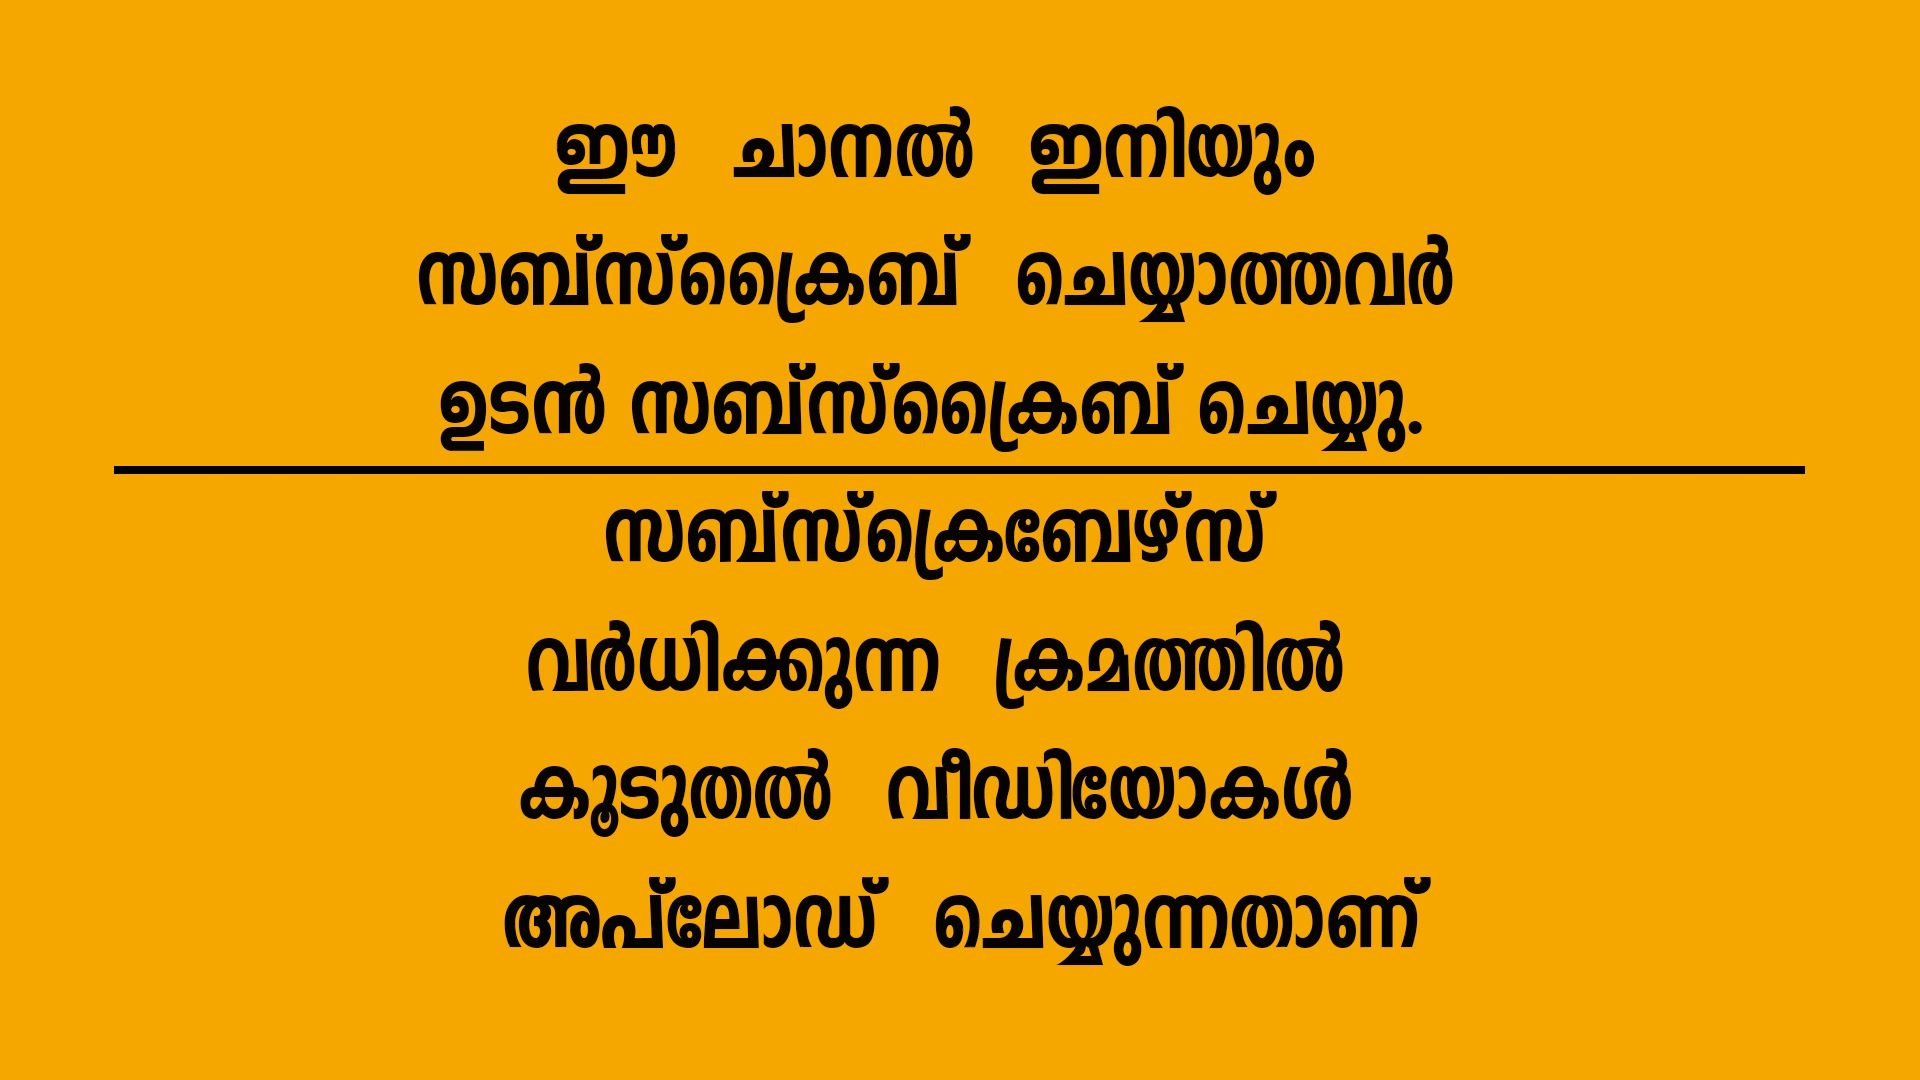 ഈ ചാനൽ ഇനിയും
സബ്സ്ക്രൈബ് ചെയ്യാത്തവർ
ഉടൻ സബ്സ്ക്രൈബ് ചെയ്യു.
സബ്സ്ക്രെബേഴ്സ്
വർധിക്കുന്ന ക്രമത്തിൽ
കൂടുതൽ വീഡിയോകൾ
അപ്ലോഡ് ചെയ്യുന്നതാണ്